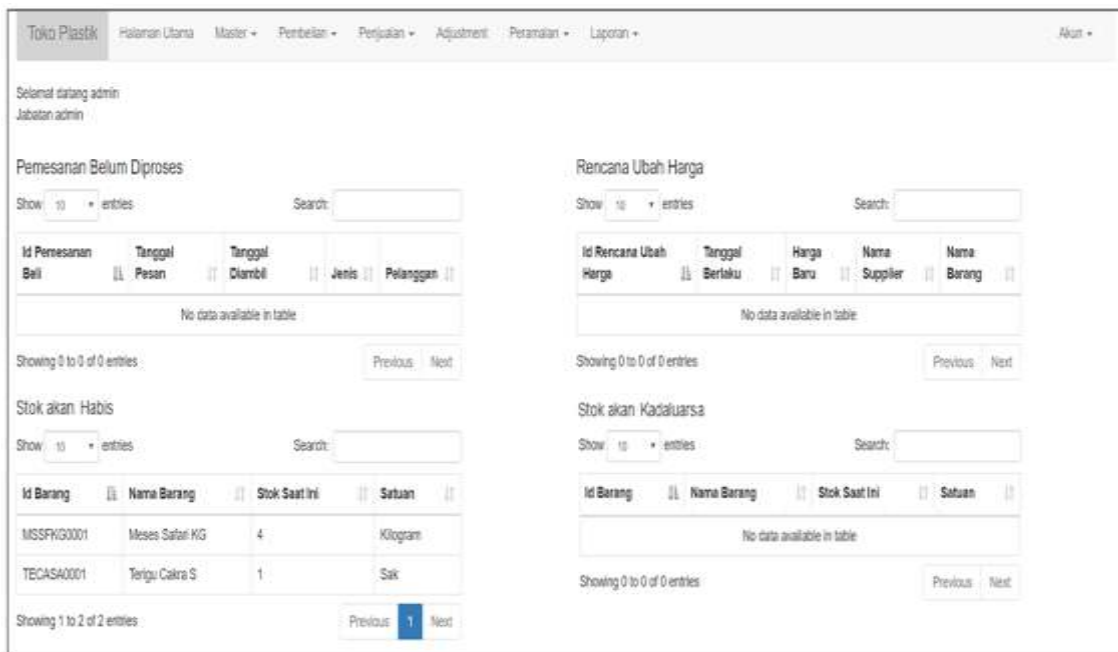 Toko Plastik Halaman Utama Master Pembelian Penjualan Adjustment Peramalan Laporan Akun
Selamat datang admin
Jabatan admin
Pemesanan Belum Diproses
Show 10 entries Search:
Id Pemesanan Beli Tanggal Pesan Tanggal Diambil Jenis Pelanggan
No data available in table
Showing 0 to 0 of 0 entries Previous Next
Rencana Ubah Harga
Show 10 entries Search:
Id Rencana Ubah Harga Tanggal Berlaku Harga Baru Nama Supplier Nama Barang
No data available in table
Showing 0 to 0 of 0 entries Previous Next
Stok akan Habis
Show 10 entries Search:
Id Barang Nama Barang Stok Saat Ini Satuan
MSSFKG0001 Meses Safari KG 4 Kilogram
TECASA0001 Terigu Cakra S 1 Sak
Showing 1 to 2 of 2 entries Previous 1 Next
Stok akan Kadaluarsa
Show 10 entries Search:
Id Barang Nama Barang Stok Saat Ini Satuan
No data available in table
Showing 0 to 0 of 0 entries Previous Next